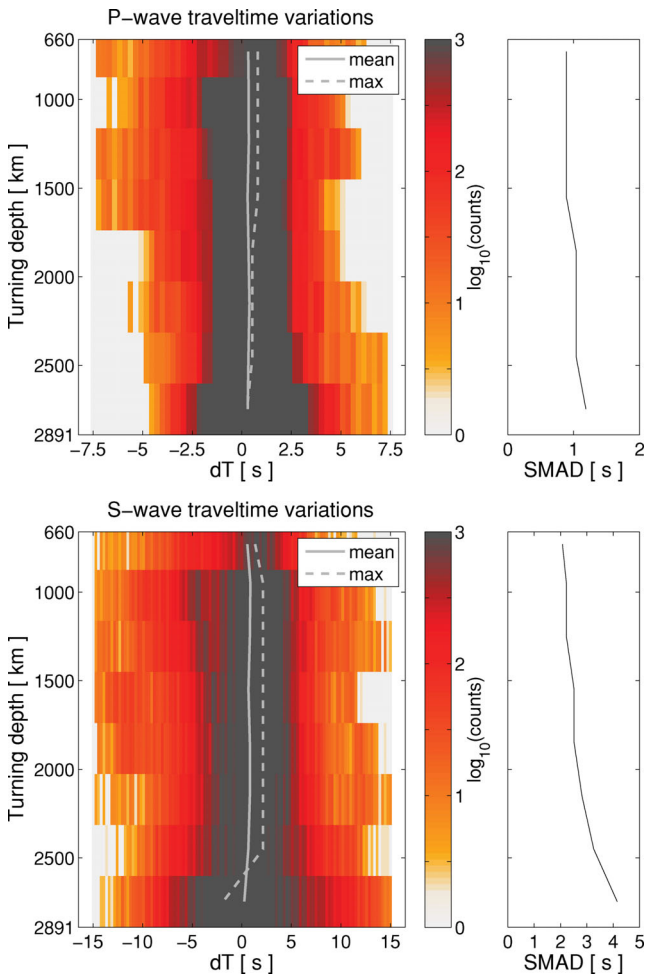 P−wave traveltime variations
660
1000
1500
2000
2500
2891
Turning depth [ km ]
mean
max
−7.5 −5 −2.5 0 2.5 5 7.5
dT [ s ]
3
2
1
0
log10(counts)
0 1 2
SMAD [ s ]
S−wave traveltime variations
660
1000
1500
2000
2500
2891
Turning depth [ km ]
mean
max
−15 −10 −5 0 5 10 15
dT [ s ]
3
2
1
0
log10(counts)
0 1 2 3 4 5
SMAD [ s ]